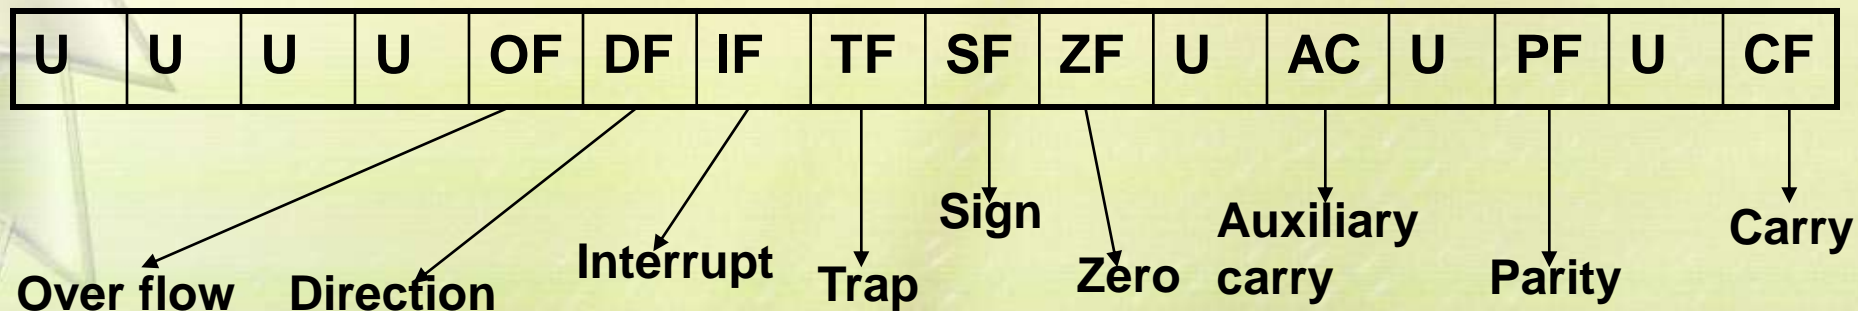 U U U U OF DF IF TF SF ZF U AC U PF U CF
Over flow
Direction
Interrupt
Trap
Sign
Zero
Auxiliary
carry
Parity
Carry